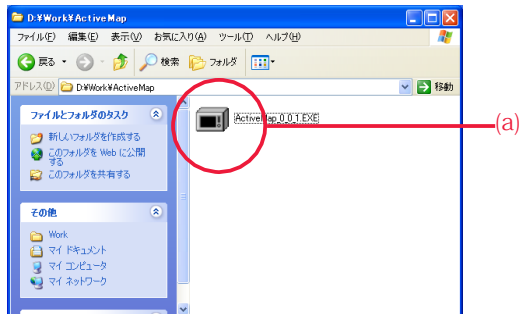 D:¥Work¥ActiveMap
ファイル(F) 編集(E) 表示(V) お気に入り(A) ツール(T) ヘルプ(H)
戻る 検索 フォルダ
アドレス(D) D:¥Work¥ActiveMap 移動
ファイルとフォルダのタスク
新しいフォルダを作成する
このフォルダを Web に公開
する
このフォルダを共有する
その他
Work
マイ ドキュメント
マイ コンピュータ
マイ ネットワーク
ActiveMap_0_0_1.EXE
(a)